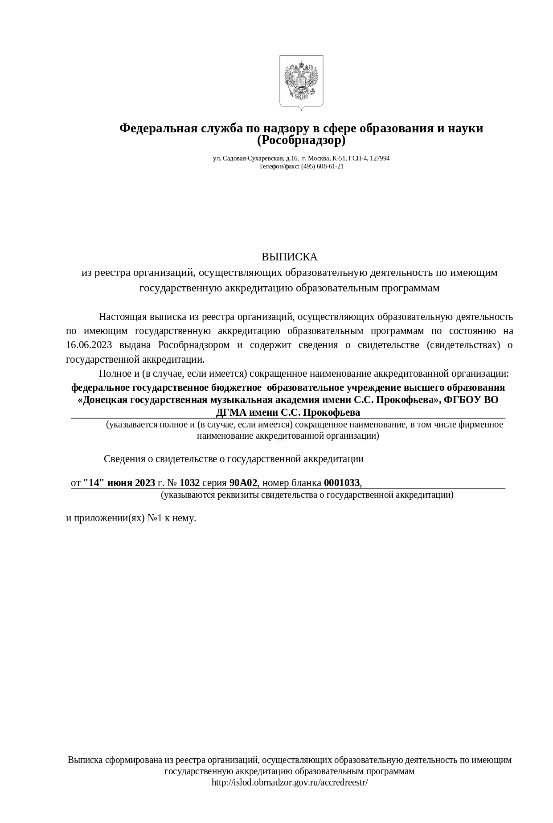 Федеральная служба по надзору в сфере образования и науки
(Рособрнадзор)
ул. Садовая-Сухаревская, д.16, г. Москва, К-51, ГСП-4, 127994
Телефон/факс: (495) 608-61-21
ВЫПИСКА
из реестра организаций, осуществляющих образовательную деятельность по имеющим
государственную аккредитацию образовательным программам
Настоящая выписка из реестра организаций, осуществляющих образовательную деятельность
по имеющим государственную аккредитацию образовательным программам по состоянию на
16.06.2023 выдана Рособрнадзором и содержит сведения о свидетельстве (свидетельствах) о
государственной аккредитации.
Полное и (в случае, если имеется) сокращенное наименование аккредитованной организации:
федеральное государственное бюджетное образовательное учреждение высшего образования
«Донецкая государственная музыкальная академия имени С.С. Прокофьева», ФГБОУ ВО
ДГМА имени С.С. Прокофьева
(указывается полное и (в случае, если имеется) сокращенное наименование, в том числе фирменное
наименование аккредитованной организации)
Сведения о свидетельстве о государственной аккредитации
от "14" июня 2023 г. № 1032 серия 90А02, номер бланка 0001033,
(указываются реквизиты свидетельства о государственной аккредитации)
и приложении(ях) №1 к нему.
Выписка сформирована из реестра организаций, осуществляющих образовательную деятельность по имеющим
государственную аккредитацию образовательным программам
http://islod.obrnadzor.gov.ru/accredreestr/